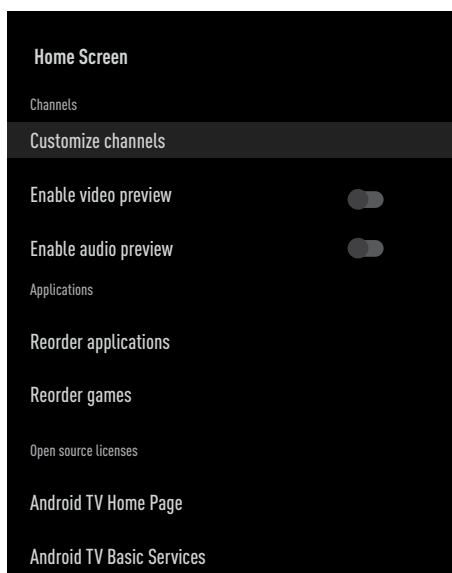 Home Screen
Channels
Customize channels
Enable video preview
Enable audio preview
Applications
Reorder applications
Reorder games
Open source licenses
Android TV Home Page
Android TV Basic Services